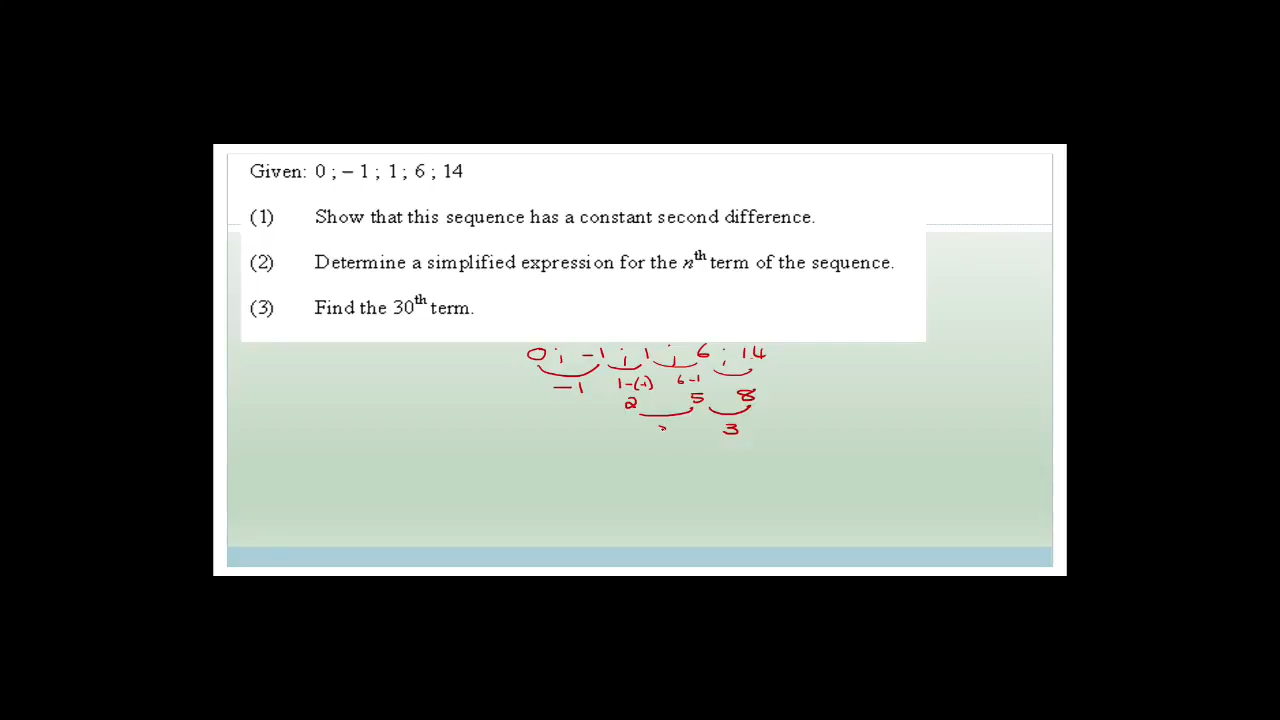 Given: 0 ; – 1 ; 1 ; 6 ; 14
(1) Show that this sequence has a constant second difference.
(2) Determine a simplified expression for the nth term of the sequence.
(3) Find the 30th term.
0 ; -1 ; 1 ; 6 ; 14
-1 1-(-1) 6-1
2 5 8
3